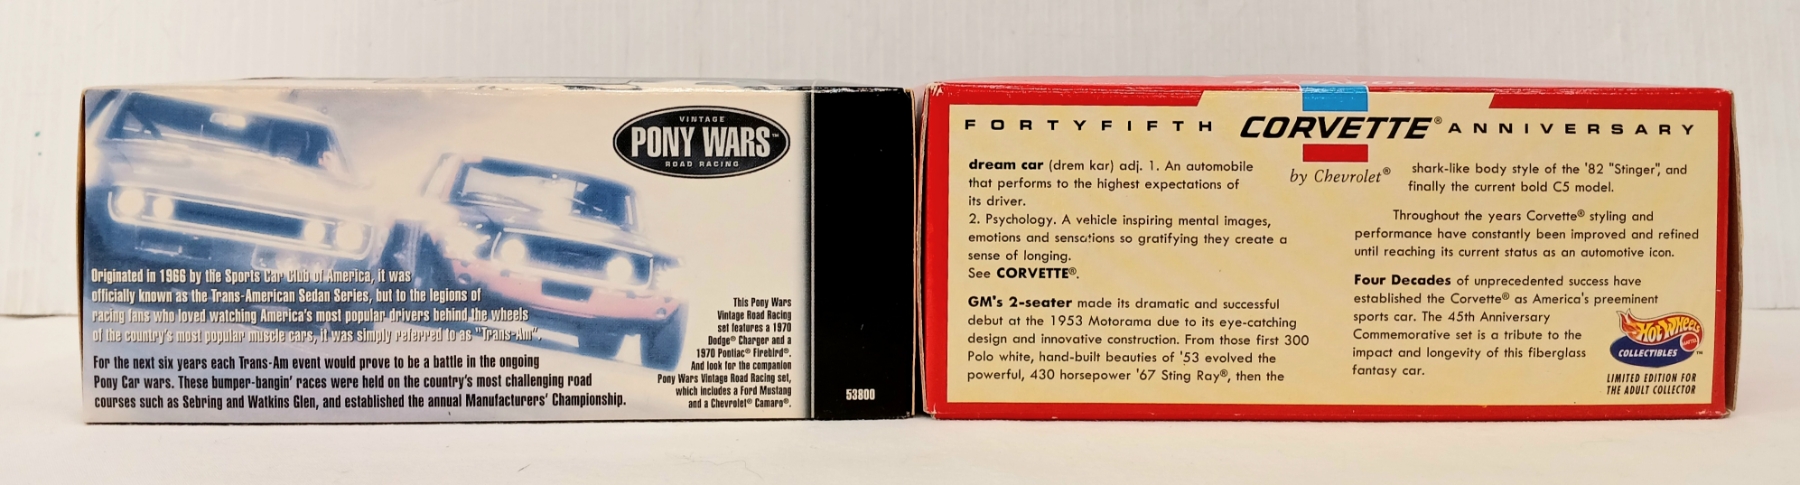 VINTAGE
PONY WARS™
ROAD RACING
Originated in 1966 by the Sports Car Club of America, it was
officially known as the Trans-American Sedan Series, but to the legions of
racing fans who loved watching America's most popular drivers behind the wheels
of the country's most popular muscle cars, it was simply referred to as "Trans-Am".
For the next six years each Trans-Am event would prove to be a battle in the ongoing
Pony Car wars. These bumper-bangin' races were held on the country's most challenging road
courses such as Sebring and Watkins Glen, and established the annual Manufacturers' Championship.
This Pony Wars
Vintage Road Racing
set features a 1970
Dodge® Charger and a
1970 Pontiac® Firebird®.
And look for the companion
Pony Wars Vintage Road Racing set,
which includes a Ford Mustang
and a Chevrolet® Camaro®.
53800
FORTYFIFTH CORVETTE® ANNIVERSARY
by Chevrolet®
dream car (drem kar) adj. 1. An automobile
that performs to the highest expectations of
its driver.
2. Psychology. A vehicle inspiring mental images,
emotions and sensations so gratifying they create a
sense of longing.
See CORVETTE®.
GM's 2-seater made its dramatic and successful
debut at the 1953 Motorama due to its eye-catching
design and innovative construction. From those first 300
Polo white, hand-built beauties of '53 evolved the
powerful, 430 horsepower '67 Sting Ray®, then the
shark-like body style of the '82 "Stinger", and
finally the current bold C5 model.
Throughout the years Corvette® styling and
performance have constantly been improved and refined
until reaching its current status as an automotive icon.
Four Decades of unprecedented success have
established the Corvette® as America's preeminent
sports car. The 45th Anniversary
Commemorative set is a tribute to the
impact and longevity of this fiberglass
fantasy car.
Hot Wheels
MATTEL
COLLECTIBLES™
LIMITED EDITION FOR
THE ADULT COLLECTOR